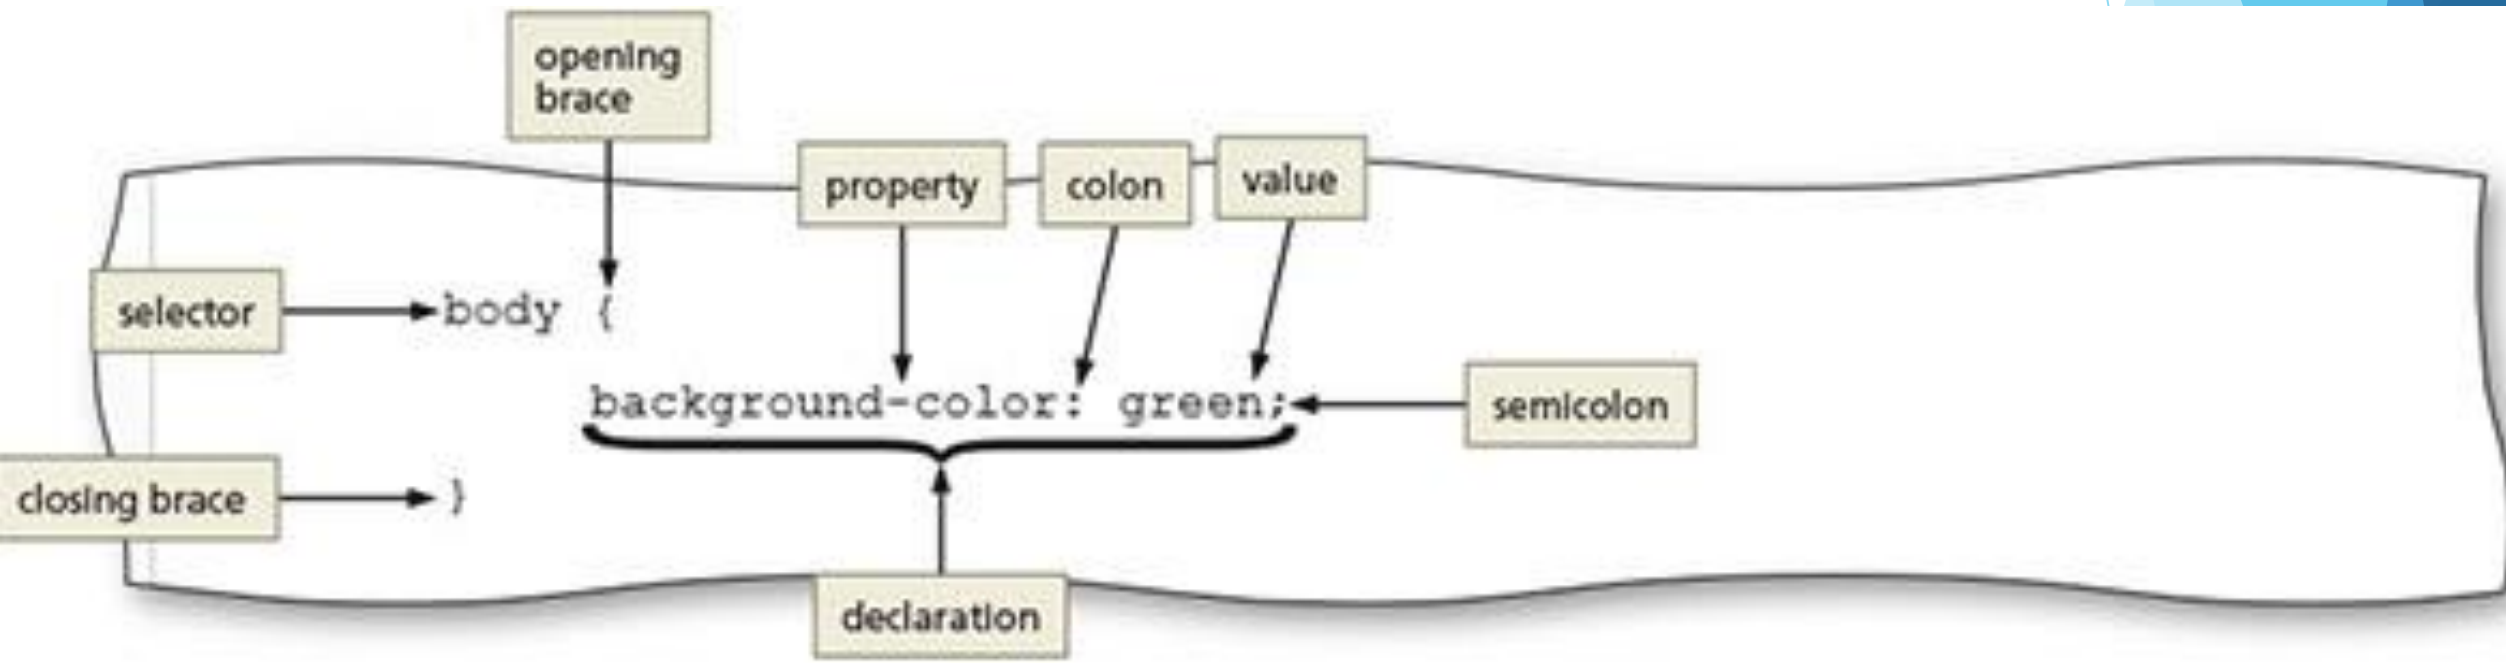 opening
brace
property
colon
value
selector
body {
background-color: green;
semicolon
closing brace
}
declaration